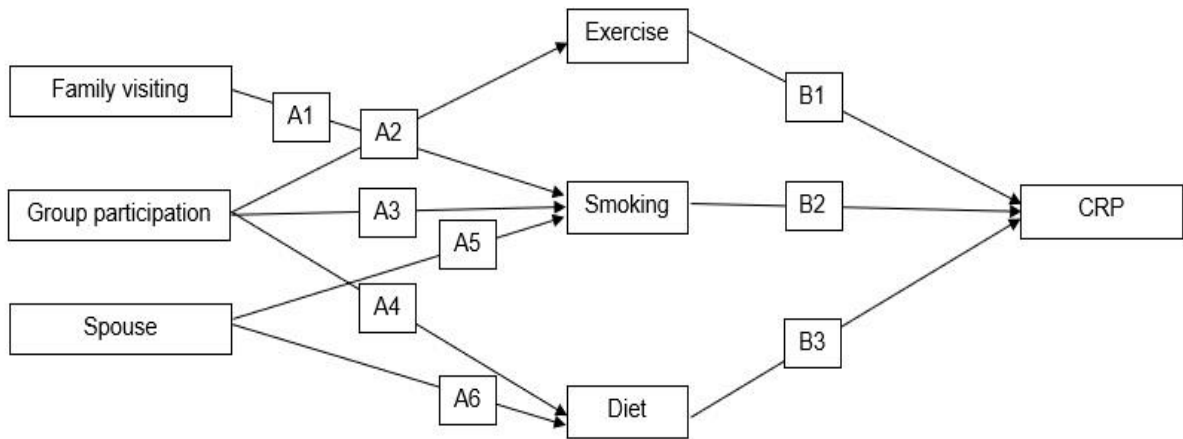 Exercise
Family visiting
A1
A2
B1
Group participation
A3
Smoking
B2
CRP
A5
Spouse
A4
B3
A6
Diet